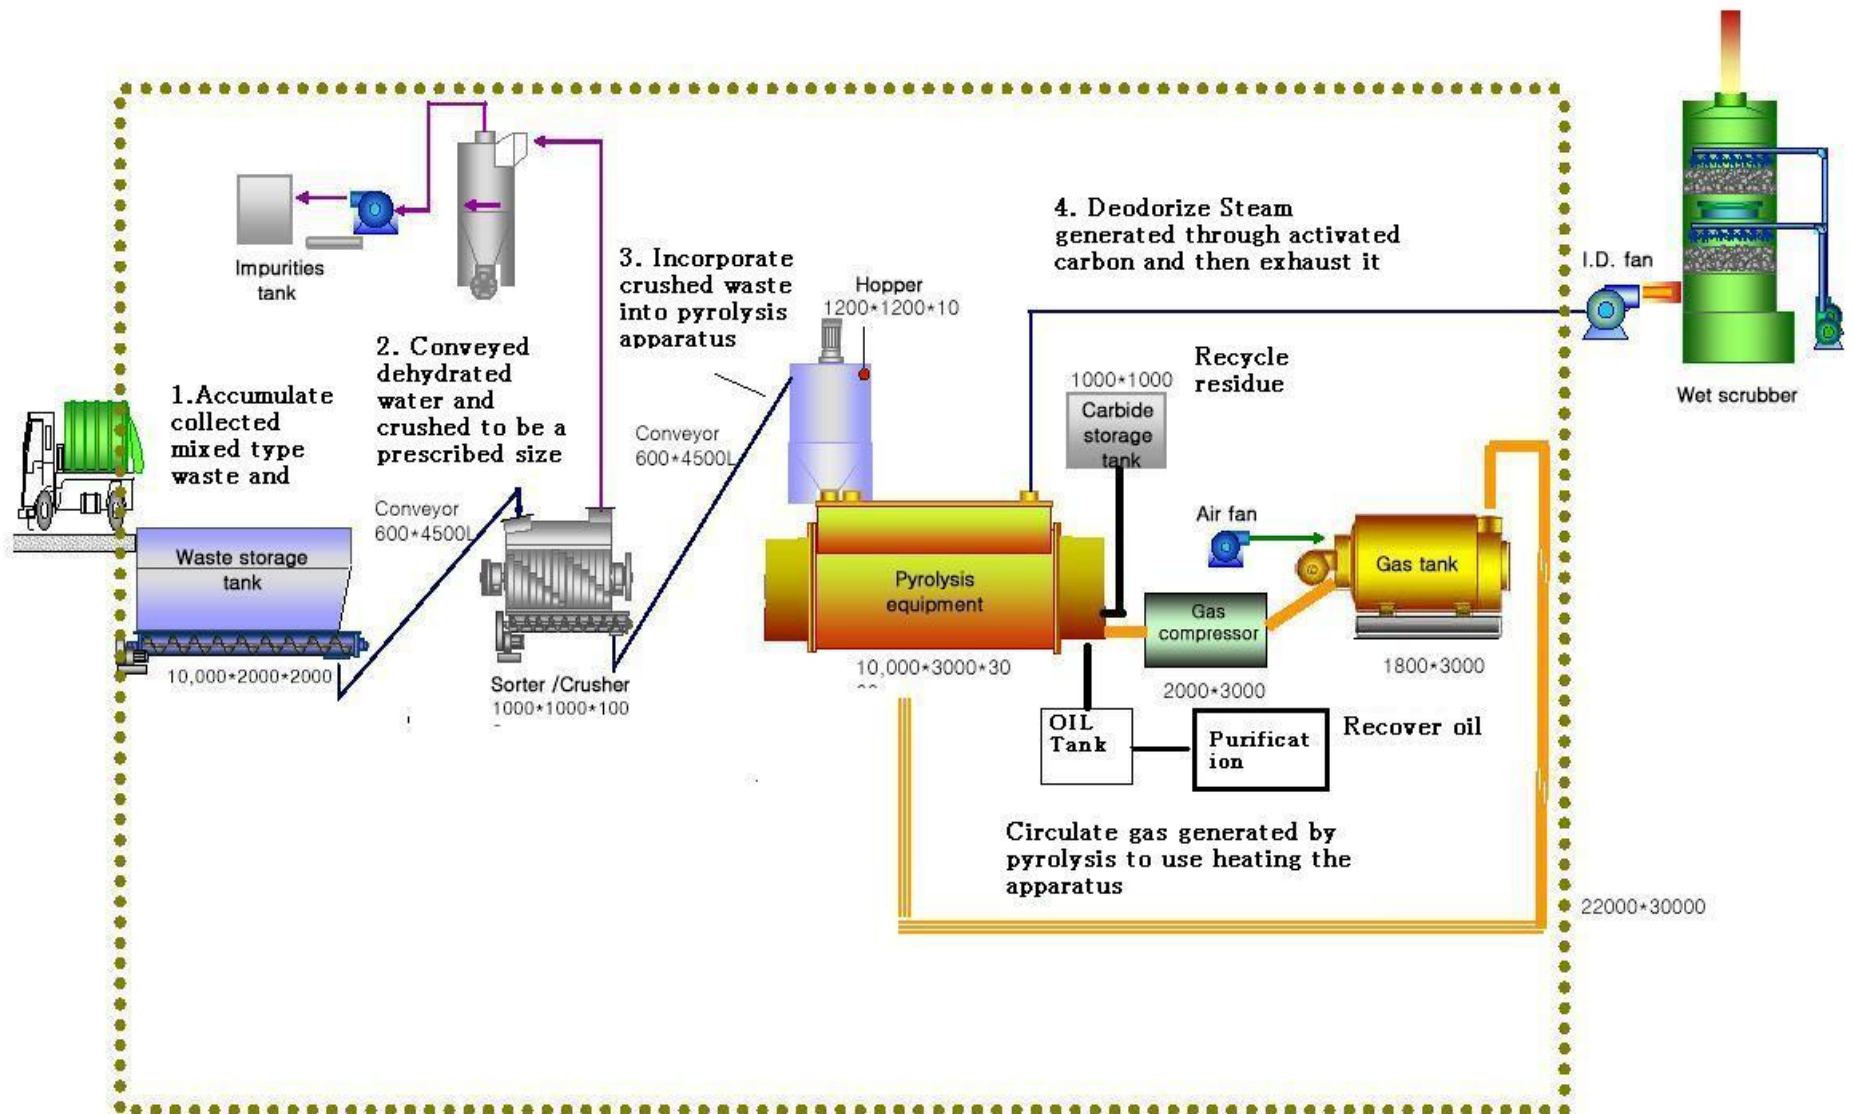 Impurities
tank
1.Accumulate
collected
mixed type
waste and
2. Conveyed
dehydrated
water and
crushed to be a
prescribed size
3. Incorporate
crushed waste
into pyrolysis
apparatus
4. Deodorize Steam
generated through activated
carbon and then exhaust it
Hopper
1200*1200*10
I.D. fan
Wet scrubber
Conveyor
600*4500L
Conveyor
600*4500L
Waste storage
tank
10,000*2000*2000
Sorter /Crusher
1000*1000*100
Recycle
residue
1000*1000
Carbide
storage
tank
Pyrolysis
equipment
10,000*3000*30
Air fan
Gas tank
1800*3000
Gas
compressor
2000*3000
OIL
Tank
Purificat
ion
Recover oil
Circulate gas generated by
pyrolysis to use heating the
apparatus
22000*30000